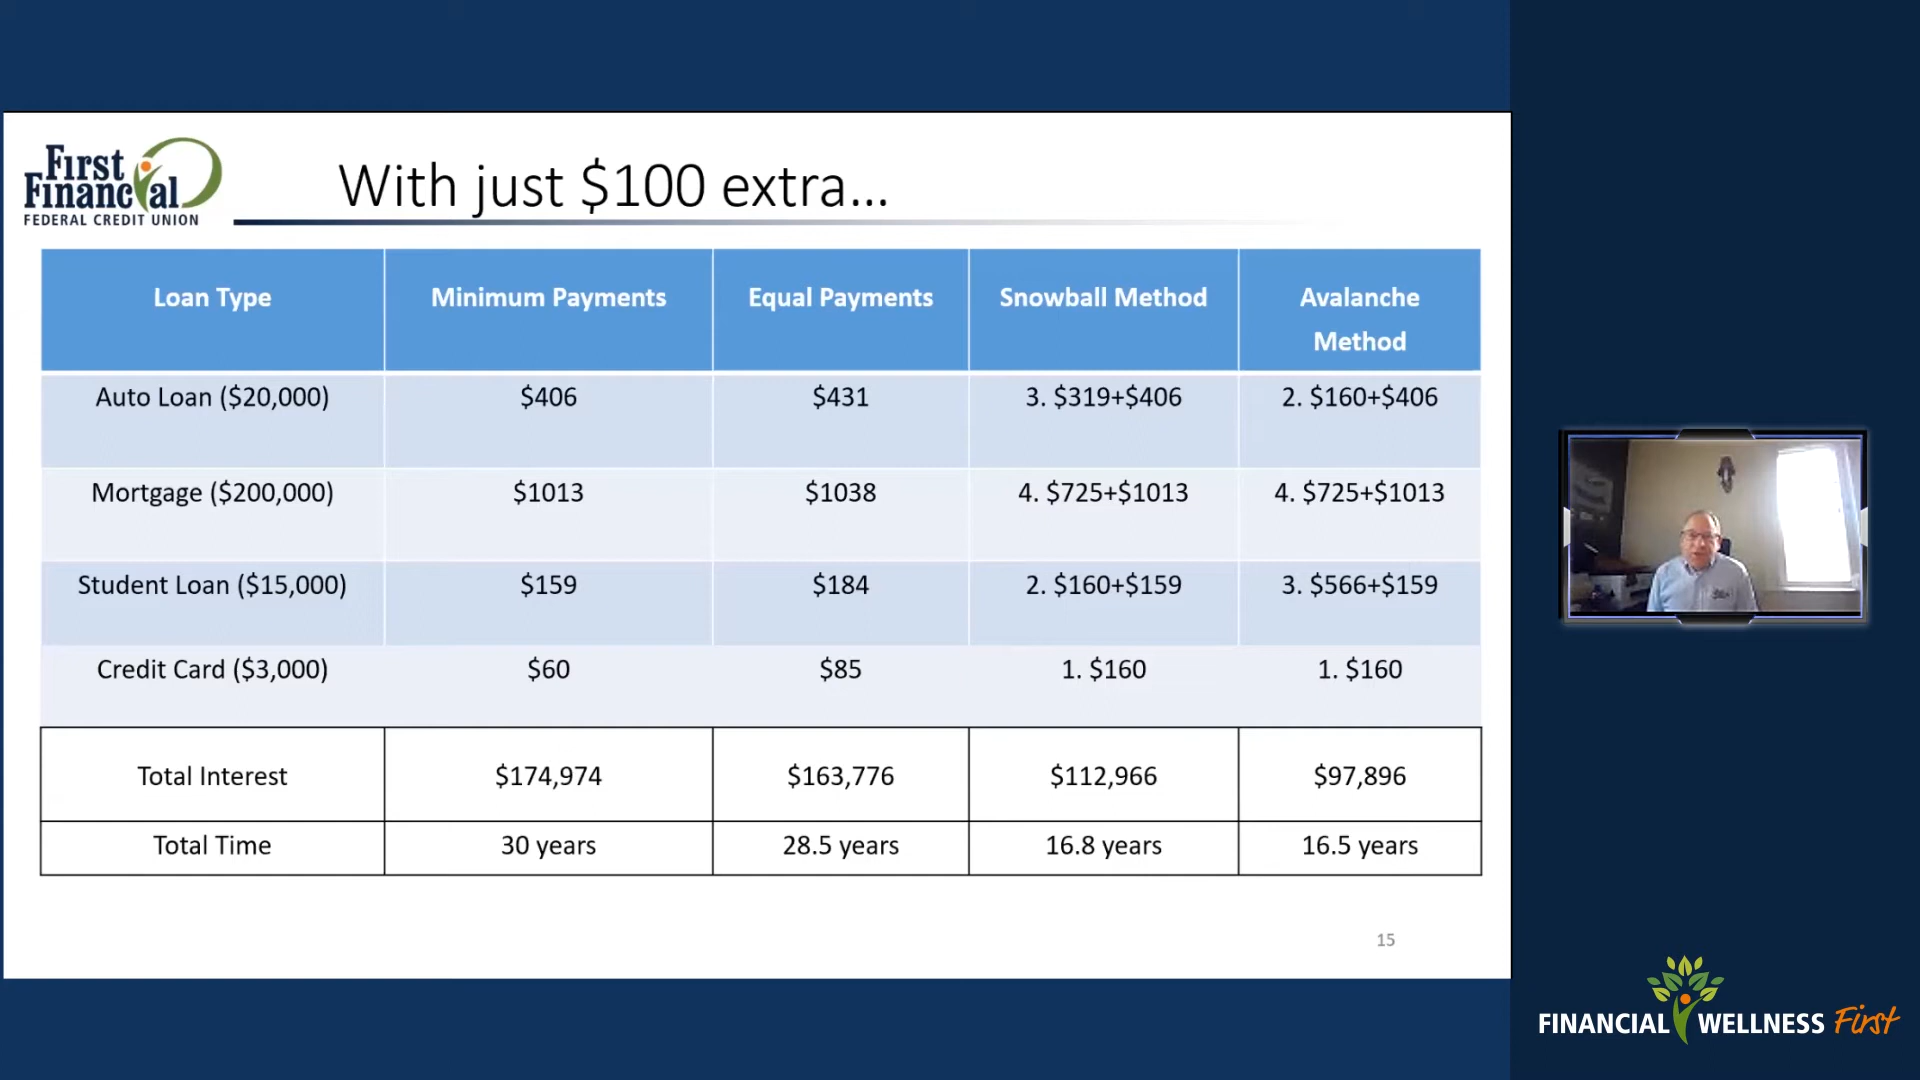 First
Financial
FEDERAL CREDIT UNION
With just $100 extra...
Loan Type Minimum Payments Equal Payments Snowball Method Avalanche Method
Auto Loan ($20,000) $406 $431 3. $319+$406 2. $160+$406
Mortgage ($200,000) $1013 $1038 4. $725+$1013 4. $725+$1013
Student Loan ($15,000) $159 $184 2. $160+$159 3. $566+$159
Credit Card ($3,000) $60 $85 1. $160 1. $160
Total Interest $174,974 $163,776 $112,966 $97,896
Total Time 30 years 28.5 years 16.8 years 16.5 years
15
FINANCIAL WELLNESS First